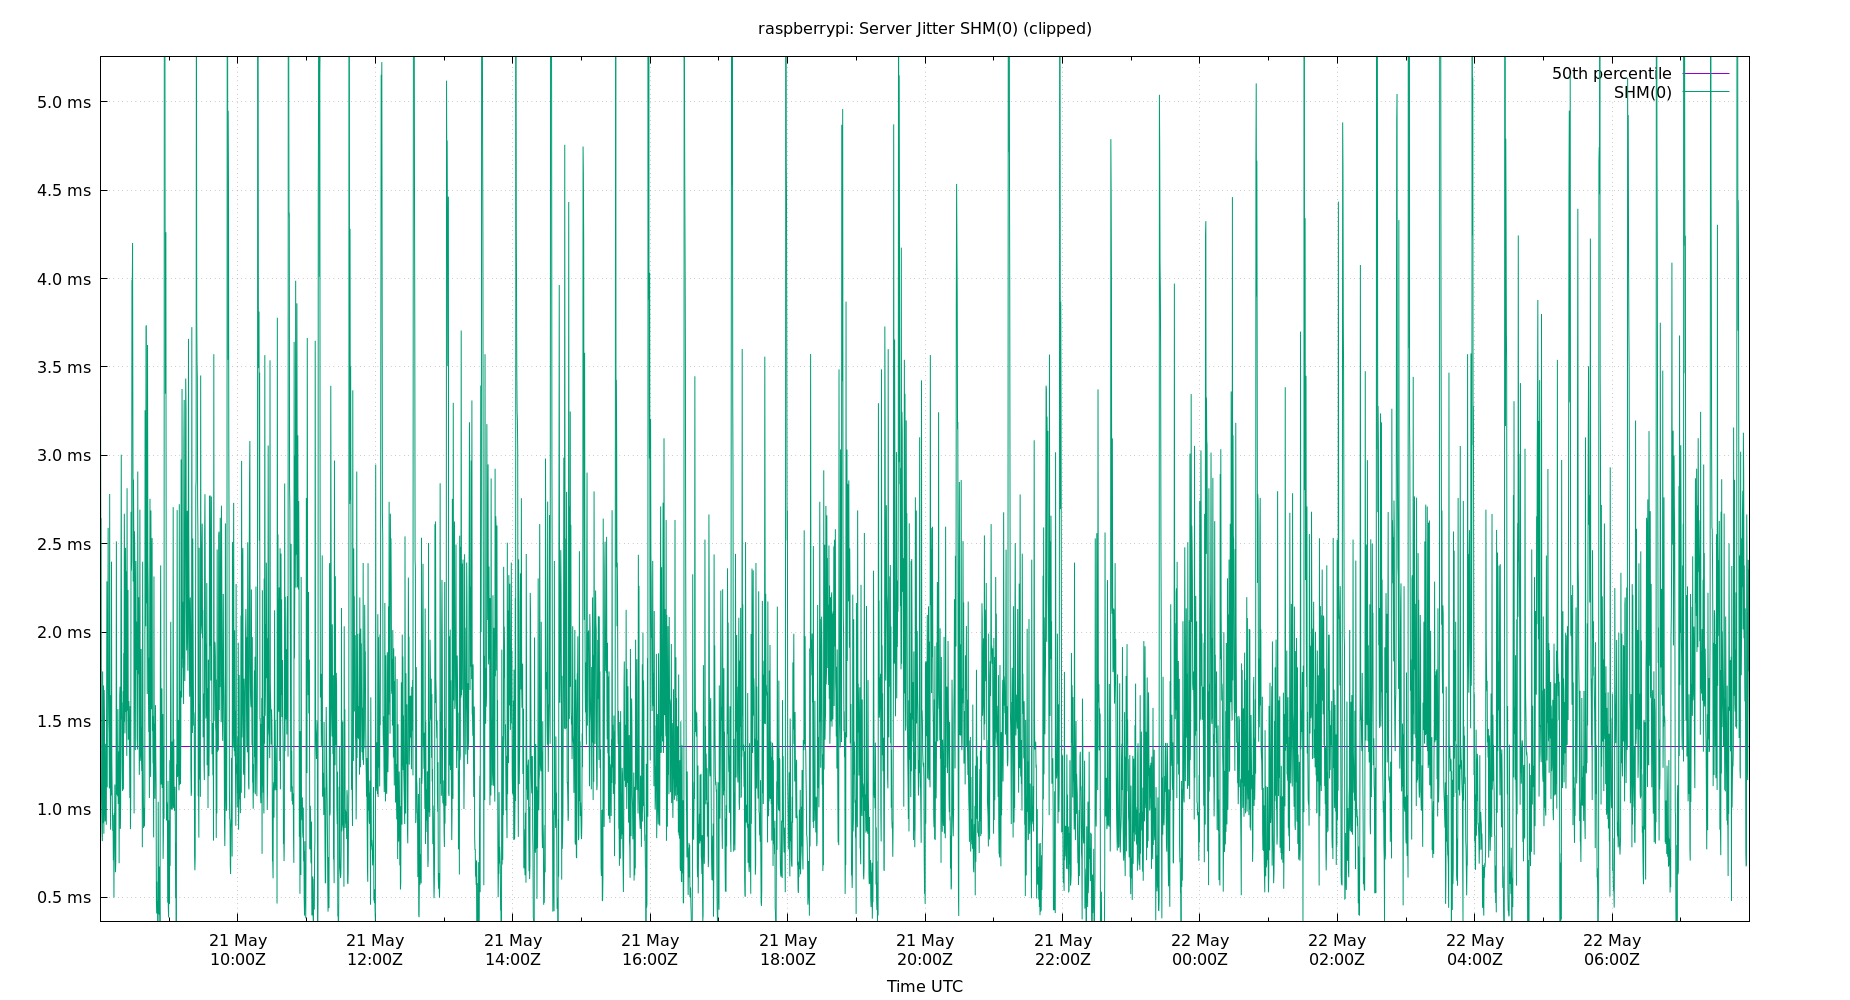 raspberrypi: Server Jitter SHM(0) (clipped)
50th percentile
SHM(0)
5.0 ms
4.5 ms
4.0 ms
3.5 ms
3.0 ms
2.5 ms
2.0 ms
1.5 ms
1.0 ms
0.5 ms
21 May 21 May 21 May 21 May 21 May 21 May 21 May 22 May 22 May 22 May 22 May
10:00Z 12:00Z 14:00Z 16:00Z 18:00Z 20:00Z 22:00Z 00:00Z 02:00Z 04:00Z 06:00Z
Time UTC